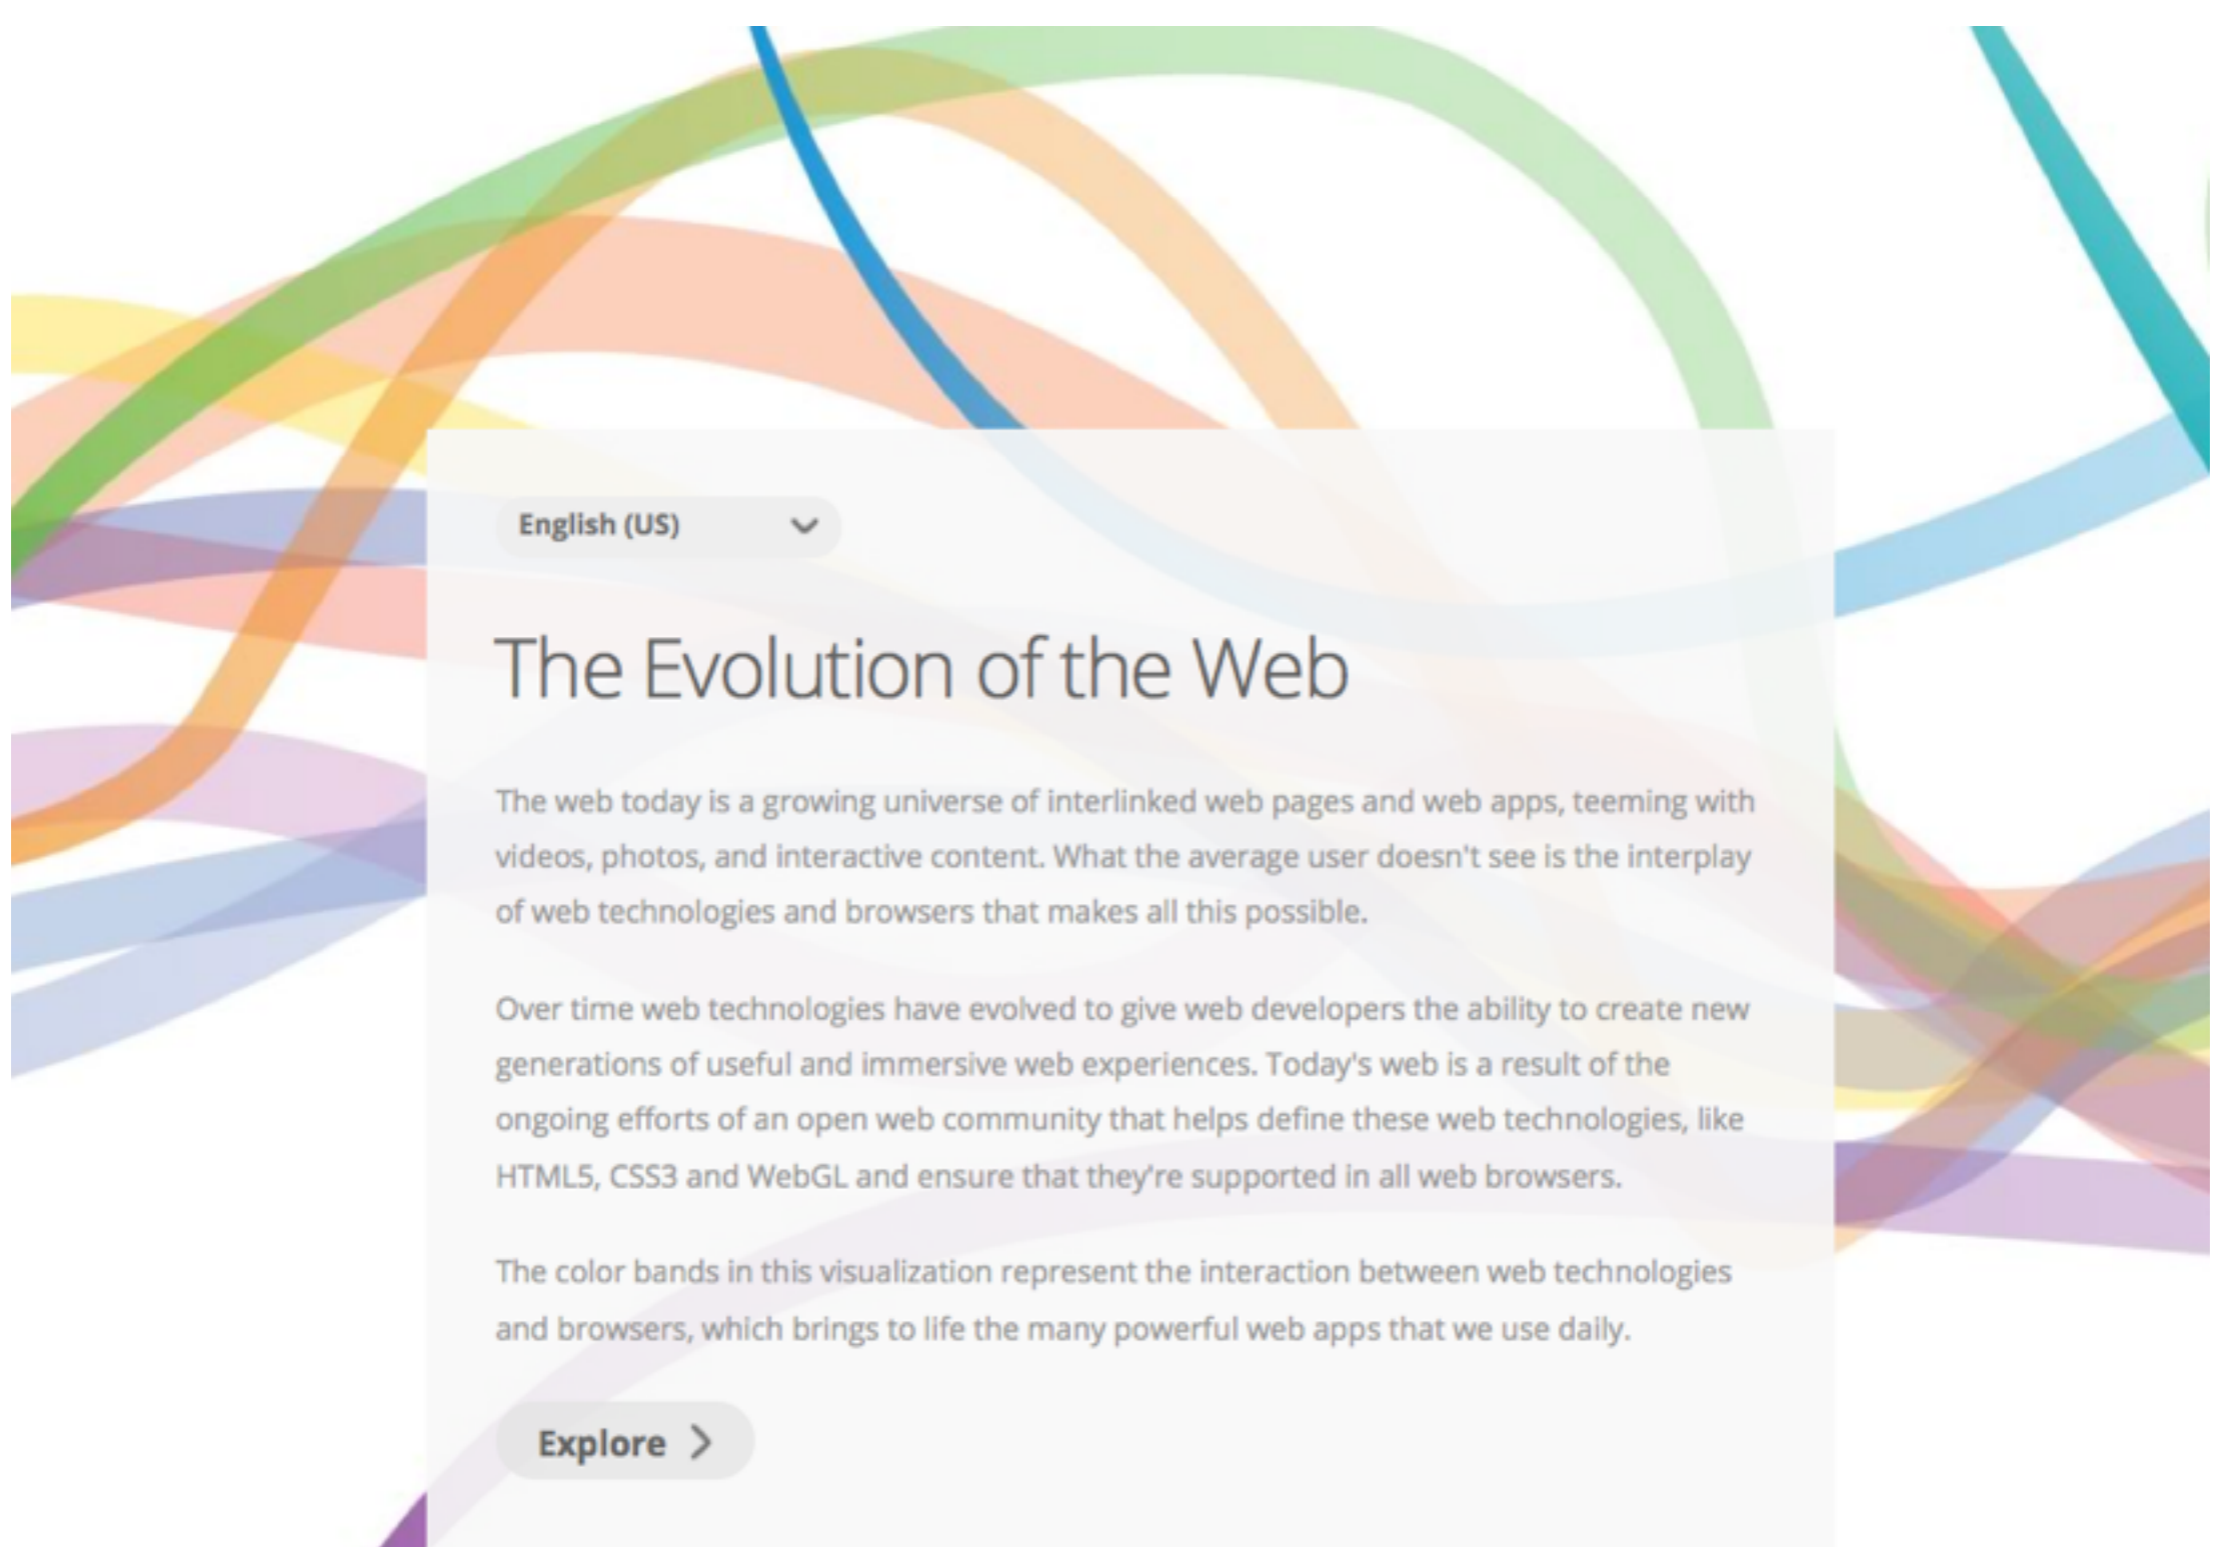 English (US)
The Evolution of the Web
The web today is a growing universe of interlinked web pages and web apps, teeming with
videos, photos, and interactive content. What the average user doesn't see is the interplay
of web technologies and browsers that makes all this possible.
Over time web technologies have evolved to give web developers the ability to create new
generations of useful and immersive web experiences. Today's web is a result of the
ongoing efforts of an open web community that helps define these web technologies, like
HTML5, CSS3 and WebGL and ensure that they're supported in all web browsers.
The color bands in this visualization represent the interaction between web technologies
and browsers, which brings to life the many powerful web apps that we use daily.
Explore